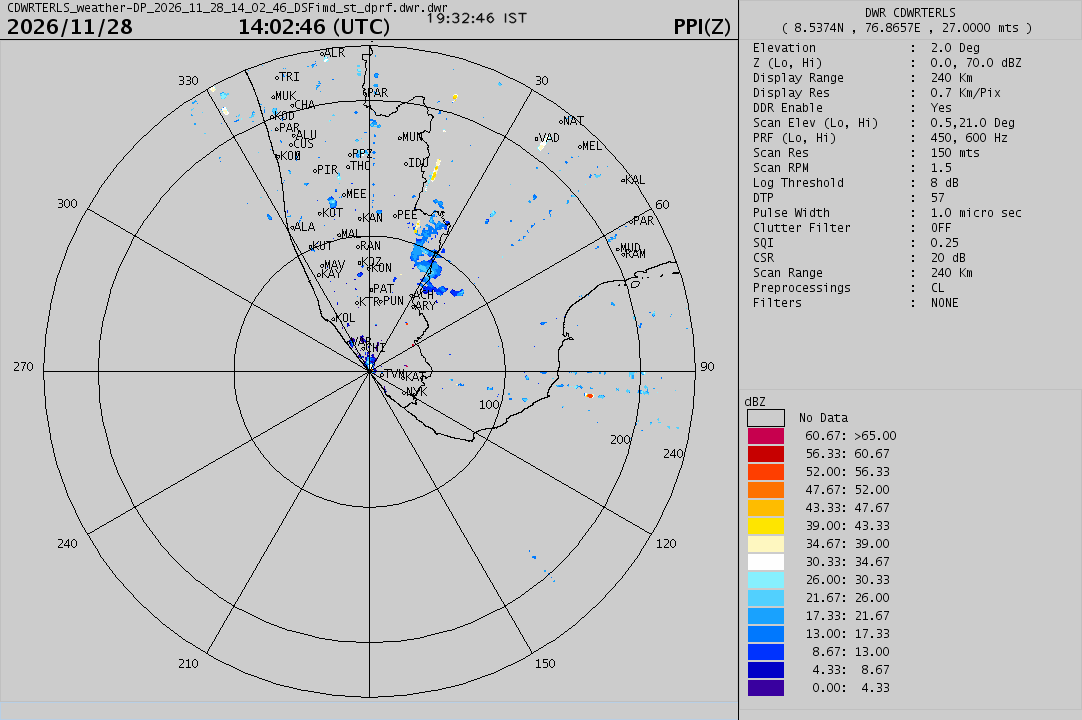 CDWRTERLS_weather-DP_2026_11_28_14_02_46_DSFimd_st_dprf.dwr.dwr
2026/11/28 14:02:46 (UTC) 19:32:46 IST PPI(Z)
DWR CDWRTERLS
( 8.5374N , 76.8657E , 27.0000 mts )
Elevation : 2.0 Deg
Z (Lo, Hi) : 0.0, 70.0 dBZ
Display Range : 240 Km
Display Res : 0.7 Km/Pix
DDR Enable : Yes
Scan Elev (Lo, Hi) : 0.5,21.0 Deg
PRF (Lo, Hi) : 450, 600 Hz
Scan Res : 150 mts
Scan RPM : 1.5
Log Threshold : 8 dB
DTP : 57
Pulse Width : 1.0 micro sec
Clutter Filter : OFF
SQI : 0.25
CSR : 20 dB
Scan Range : 240 Km
Preprocessings : CL
Filters : NONE
dBZ
No Data
60.67: >65.00
56.33: 60.67
52.00: 56.33
47.67: 52.00
43.33: 47.67
39.00: 43.33
34.67: 39.00
30.33: 34.67
26.00: 30.33
21.67: 26.00
17.33: 21.67
13.00: 17.33
8.67: 13.00
4.33: 8.67
0.00: 4.33
ALR
330 TRI 30
MUK PAR
CHA
KOD NAT
PAR
ALU MUN VAD
CUS MEL
KOM PPZ
THO IDU
PIR KAL
MEE
300 60
KOT KAN PEE
PAR
ALA MAL
KUT RAN MUD
RAM
MAV KOZ KON
KAY
PAT ACH
KTR PUN ARY
KOL
VAR
CHI
270 TVM KAT 90
NYK
100
200
240
240 120
210 150